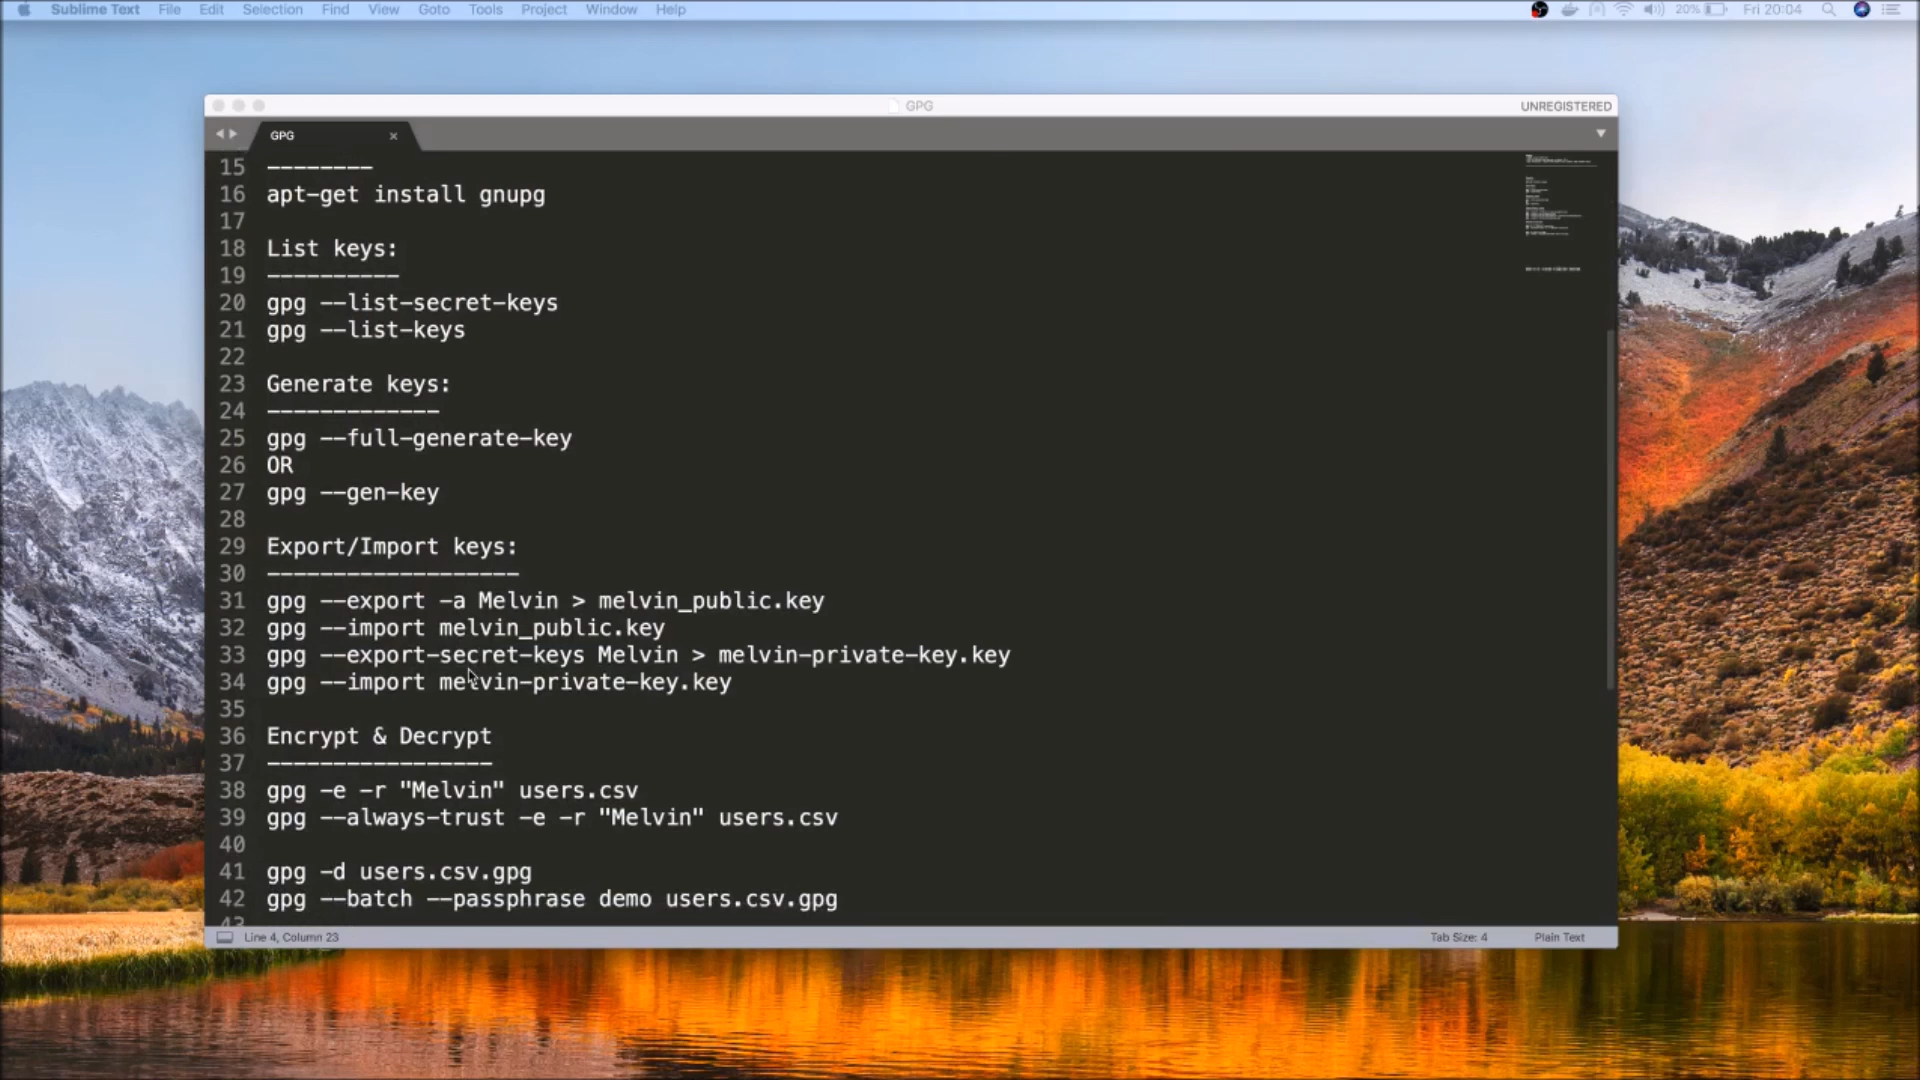 Sublime Text File Edit Selection Find View Goto Tools Project Window Help 20% Fri 20:04
GPG UNREGISTERED
GPG ×
15 --------
16 apt-get install gnupg
17
18 List keys:
19 ----------
20 gpg --list-secret-keys
21 gpg --list-keys
22
23 Generate keys:
24 -------------
25 gpg --full-generate-key
26 OR
27 gpg --gen-key
28
29 Export/Import keys:
30 -------------------
31 gpg --export -a Melvin > melvin_public.key
32 gpg --import melvin_public.key
33 gpg --export-secret-keys Melvin > melvin-private-key.key
34 gpg --import melvin-private-key.key
35
36 Encrypt & Decrypt
37 -----------------
38 gpg -e -r "Melvin" users.csv
39 gpg --always-trust -e -r "Melvin" users.csv
40
41 gpg -d users.csv.gpg
42 gpg --batch --passphrase demo users.csv.gpg
43
Line 4, Column 23 Tab Size: 4 Plain Text